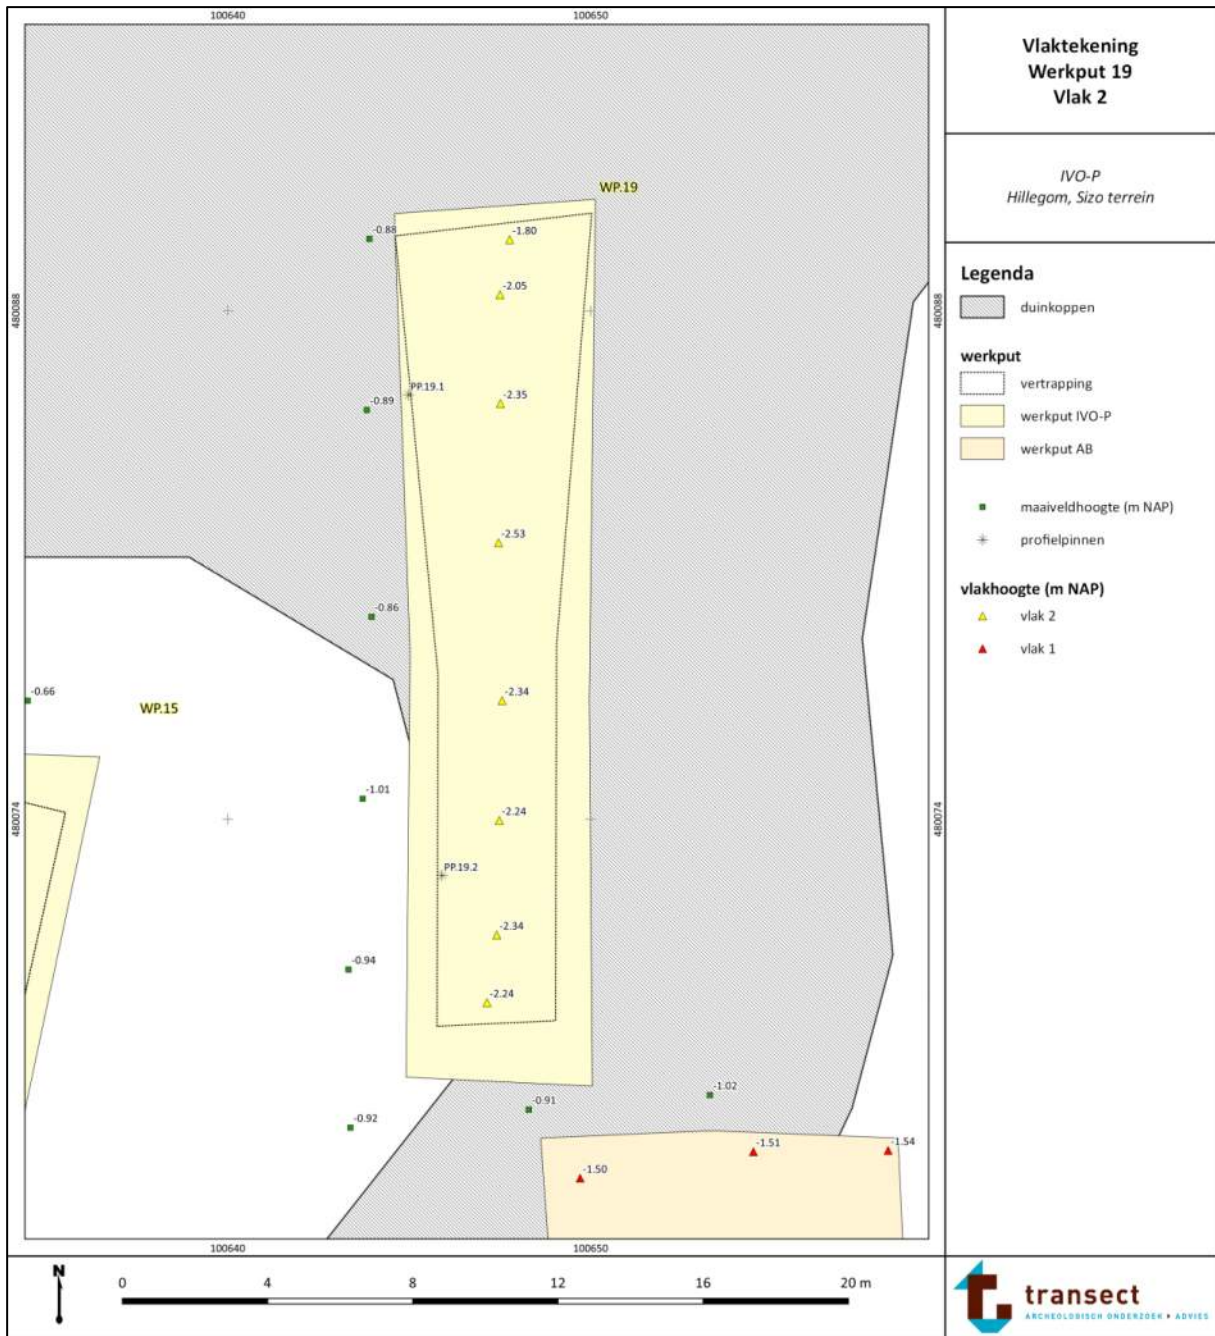 100640
100650
WP.19
-0.88
-1.80
480088
480088
-2.05
PP.19.1
-0.89
-2.35
-2.53
-0.86
-0.66
WP.15
-2.34
-1.01
480074
480074
-2.24
PP.19.2
-2.34
-0.94
-2.24
-1.02
-0.91
-0.92
-1.51
-1.54
-1.50
100640
100650
N
0
4
8
12
16
20 m
Vlaktekening
Werkput 19
Vlak 2
IVO-P
Hillegom, Sizo terrein
Legenda
duinkoppen
werkput
vertrapping
werkput IVO-P
werkput AB
maaiveldhoogte (m NAP)
profielpinnen
vlakhoogte (m NAP)
vlak 2
vlak 1
transect
ARCHEOLOGISCH ONDERZOEK & ADVIES